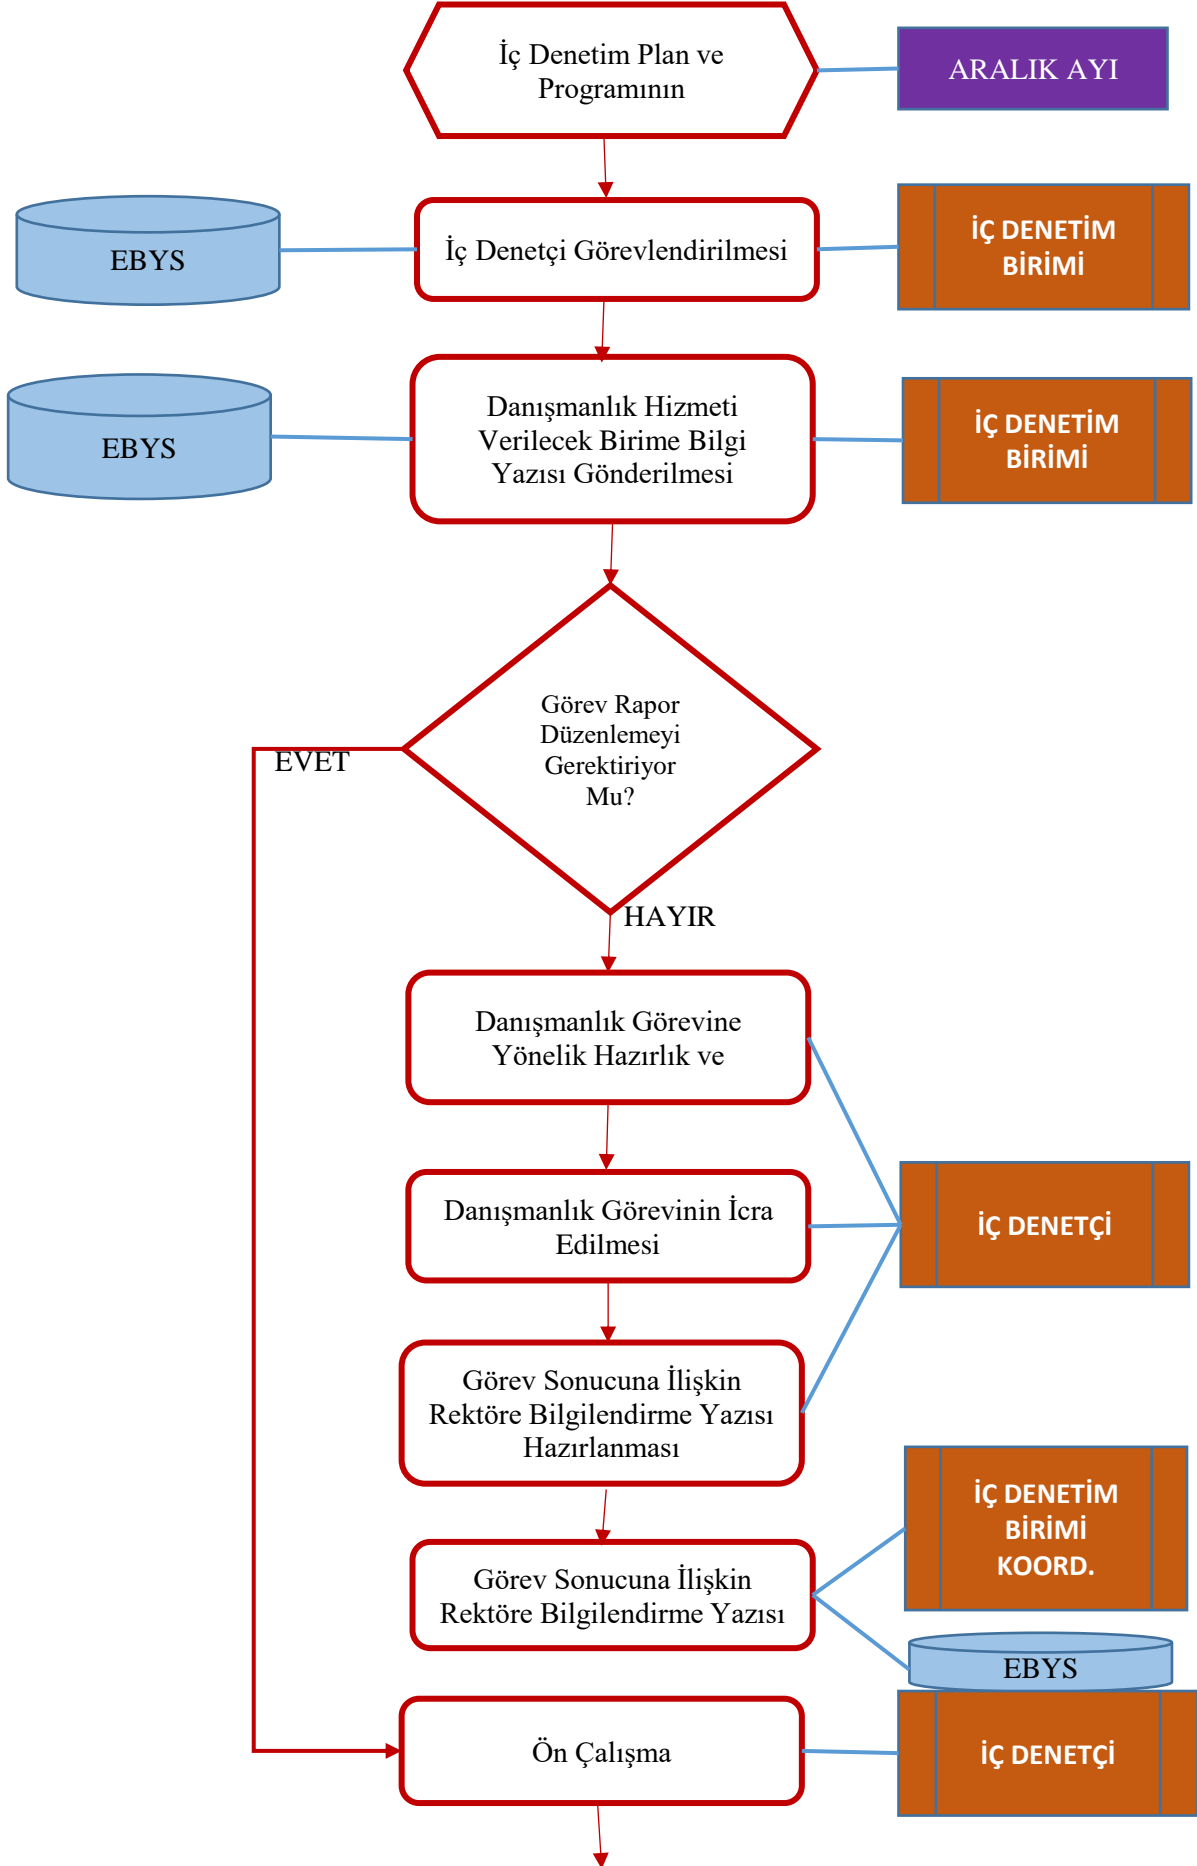 İç Denetim Plan ve
Programının
ARALIK AYI
EBYS
İç Denetçi Görevlendirilmesi
İÇ DENETİM
BİRİMİ
EBYS
Danışmanlık Hizmeti
Verilecek Birime Bilgi
Yazısı Gönderilmesi
İÇ DENETİM
BİRİMİ
Görev Rapor
Düzenlemeyi
Gerektiriyor
Mu?
EVET
HAYIR
Danışmanlık Görevine
Yönelik Hazırlık ve
Danışmanlık Görevinin İcra
Edilmesi
İÇ DENETÇİ
Görev Sonucuna İlişkin
Rektöre Bilgilendirme Yazısı
Hazırlanması
Görev Sonucuna İlişkin
Rektöre Bilgilendirme Yazısı
İÇ DENETİM
BİRİMİ
KOORD.
EBYS
Ön Çalışma
İÇ DENETÇİ